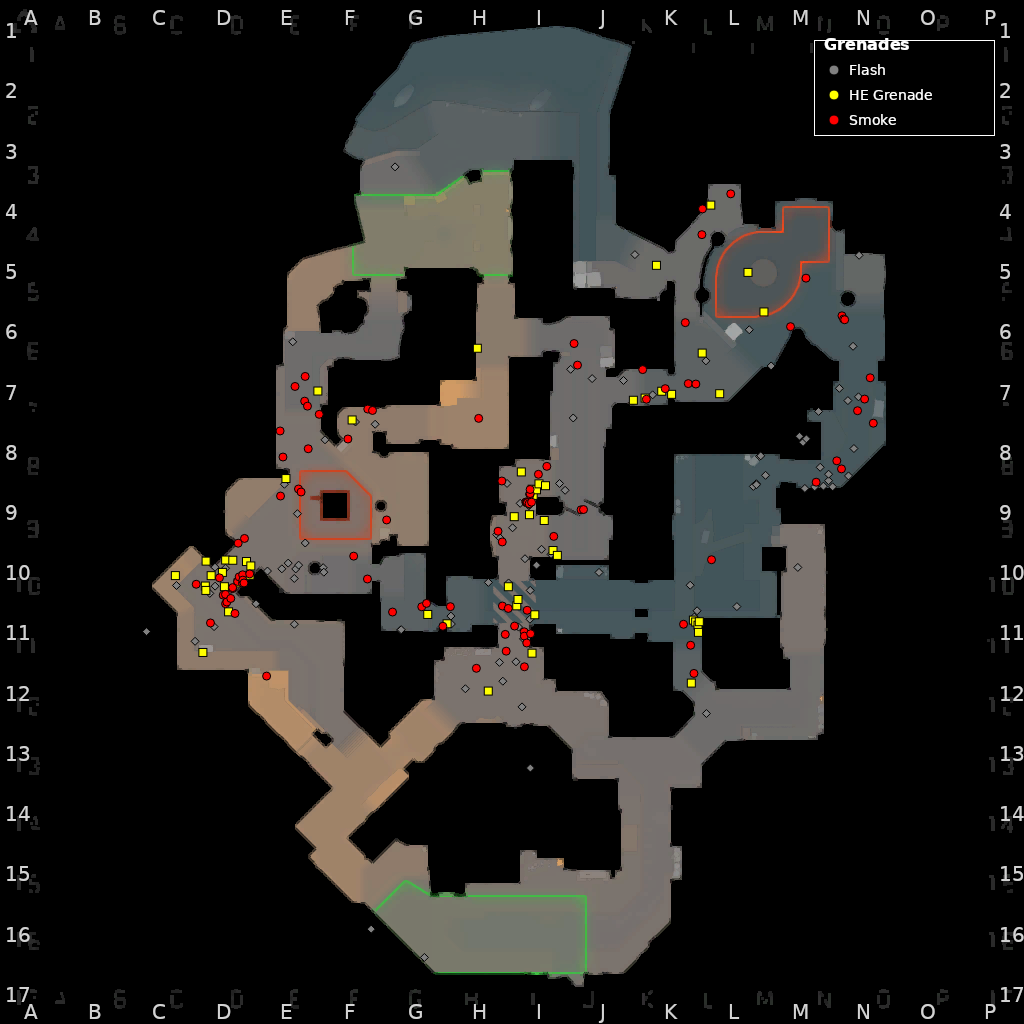 A B C D E F G H I J K L M N O P
1 1
Grenades
Flash
HE Grenade
Smoke
2 2
3 3
4 4
5 5
6 6
7 7
8 8
9 9
10 10
11 11
12 12
13 13
14 14
15 15
16 16
17 17
A B C D E F G H I J K L M N O P